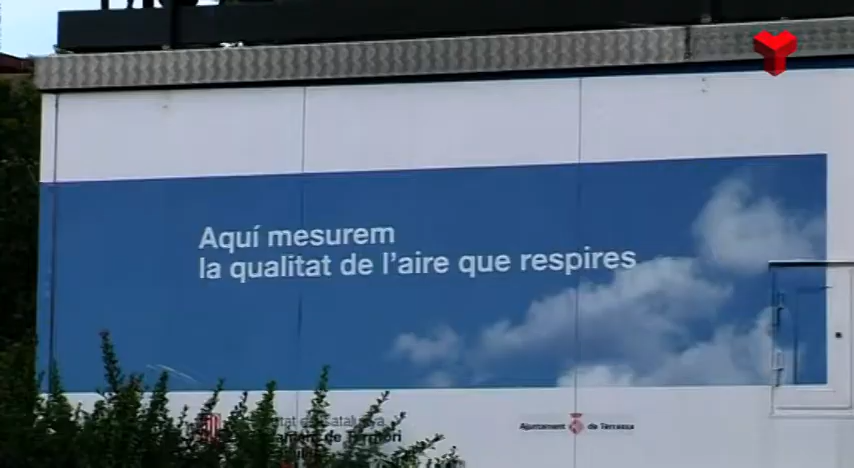 Aquí mesurem
la qualitat de l'aire que respires
Ajuntament de Terrassa